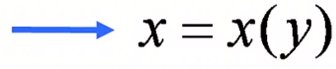 x = x(y)